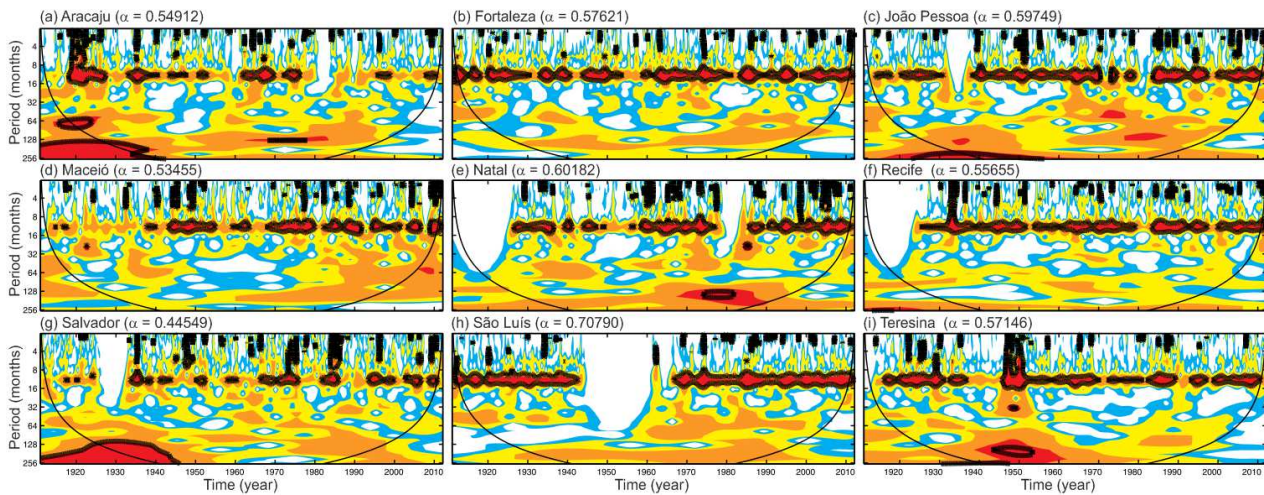 (a) Aracaju (α = 0.54912)
(b) Fortaleza (α = 0.57621)
(c) João Pessoa (α = 0.59749)
Period (months)
4
8
16
32
64
128
256
(d) Maceió (α = 0.53455)
(e) Natal (α = 0.60182)
(f) Recife (α = 0.55655)
Period (months)
4
8
16
32
64
128
256
(g) Salvador (α = 0.44549)
(h) São Luís (α = 0.70790)
(i) Teresina (α = 0.57146)
Period (months)
4
8
16
32
64
128
256
1920 1930 1940 1950 1960 1970 1980 1990 2000 2010
1920 1930 1940 1950 1960 1970 1980 1990 2000 2010
1920 1930 1940 1950 1960 1970 1980 1990 2000 2010
Time (year)
Time (year)
Time (year)